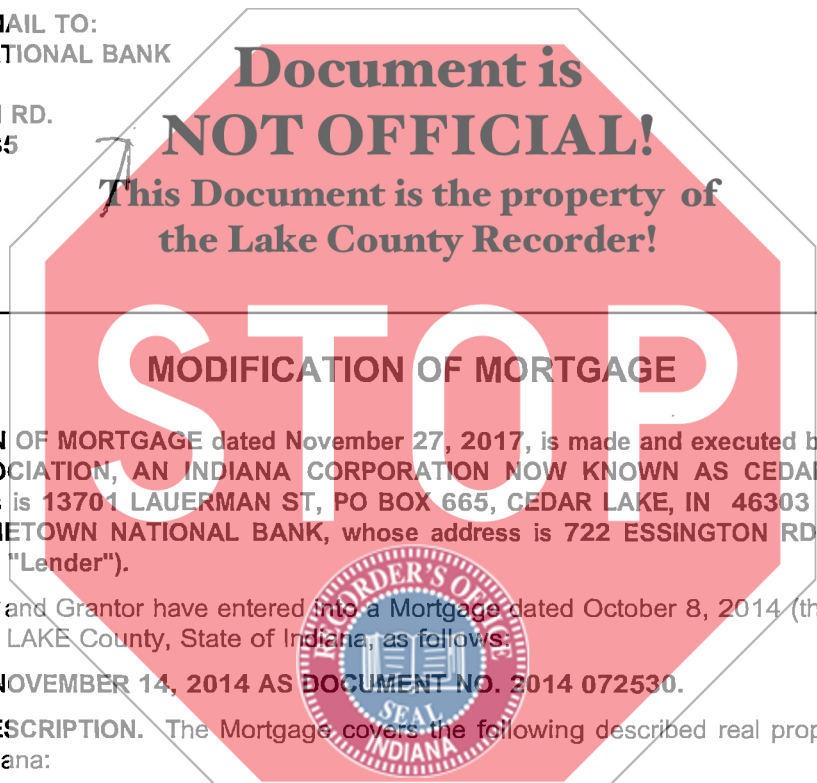 MAIL TO:
TIONAL BANK
RD.
Document is
NOT OFFICIAL!
This Document is the property of
the Lake County Recorder!
STOP
MODIFICATION OF MORTGAGE
OF MORTGAGE dated November 27, 2017, is made and executed b
CIATION, AN INDIANA CORPORATION NOW KNOWN AS CEDAR
is 13701 LAUERMAN ST, PO BOX 665, CEDAR LAKE, IN 46303
ETOWN NATIONAL BANK, whose address is 722 ESSINGTON RD
"Lender").
and Grantor have entered into a Mortgage dated October 8, 2014 (th
LAKE County, State of Indiana, as follows:
NOVEMBER 14, 2014 AS DOCUMENT NO. 2014 072530.
ESCRIPTION. The Mortgage covers the following described real prop
ana:
RECORDER'S OFFICE
SEAL
INDIANA